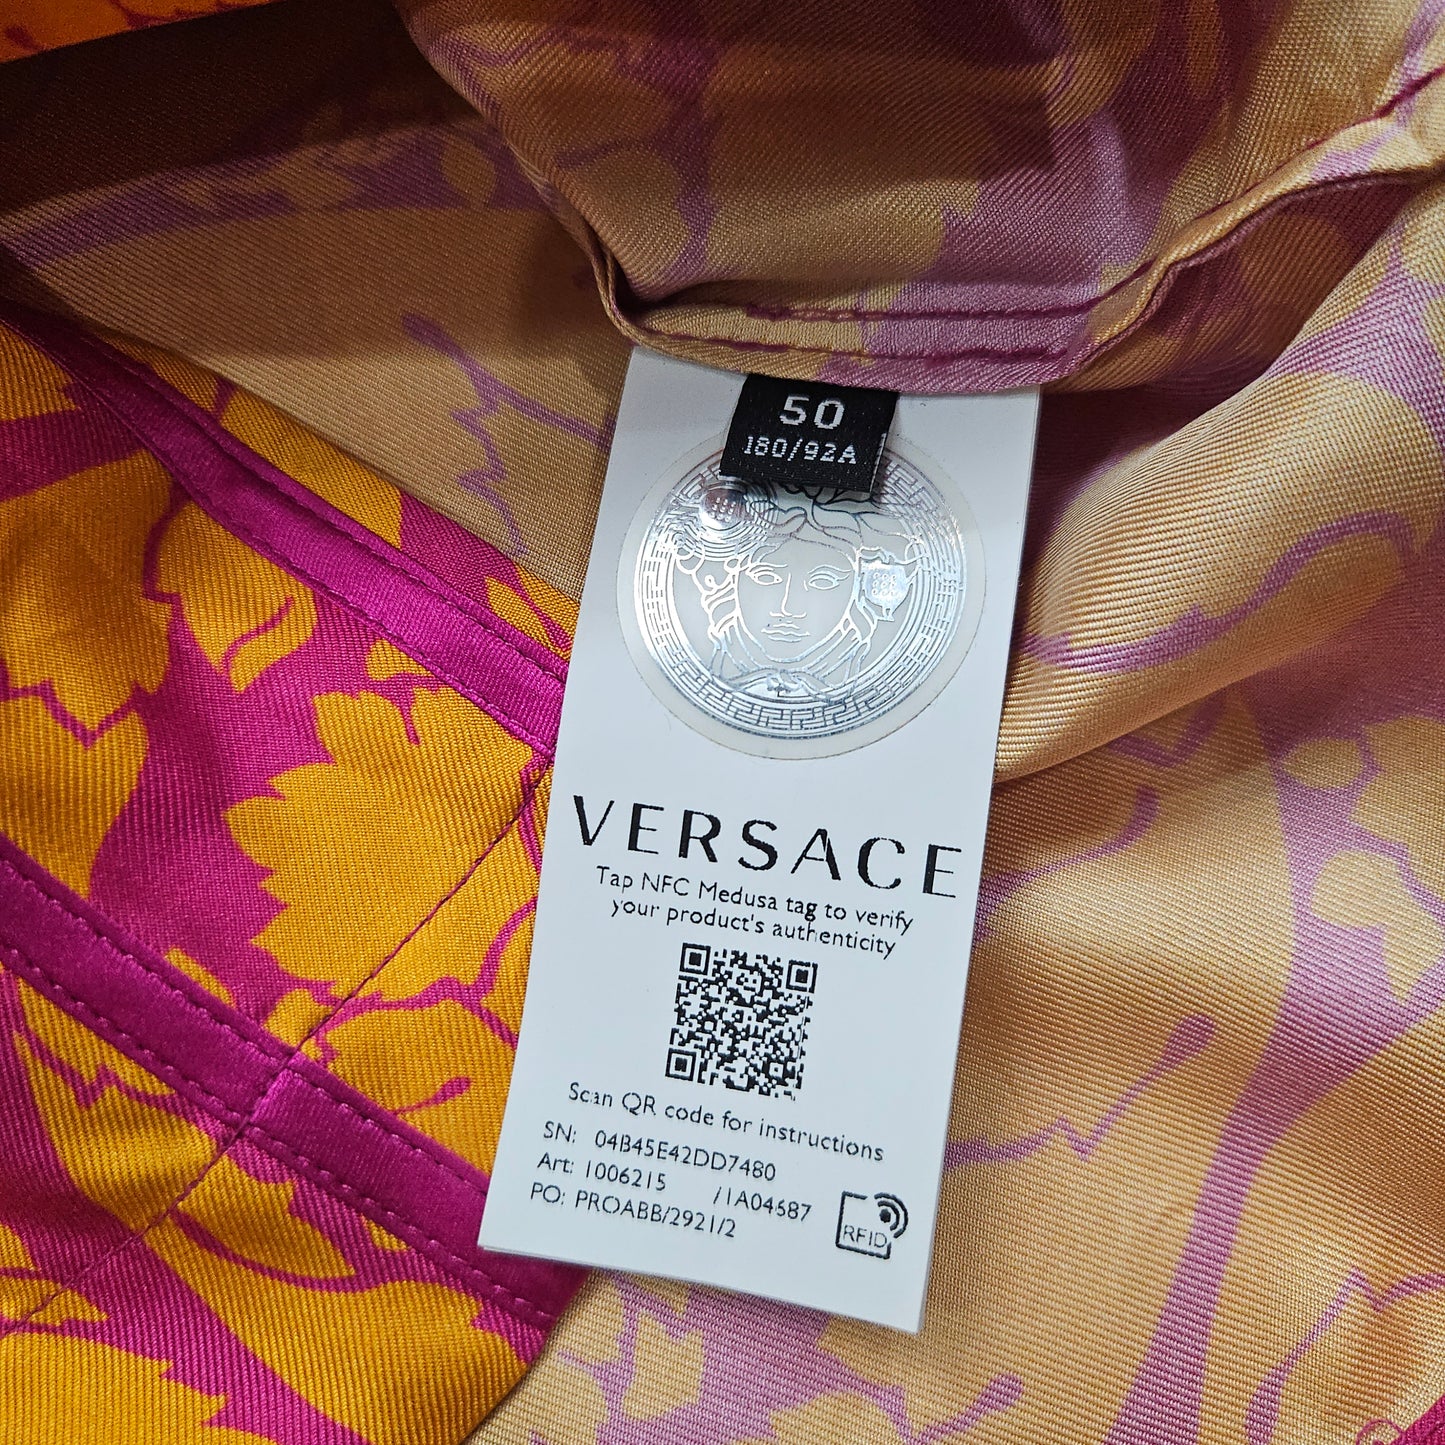 50
180/92A
VERSACE
Tap NFC Medusa tag to verify
your product's authenticity
Scan QR code for instructions
SN: 04B45E42DD7480
Art: 1006215 /1A04687
PO: PROABB/2921/2
RFID